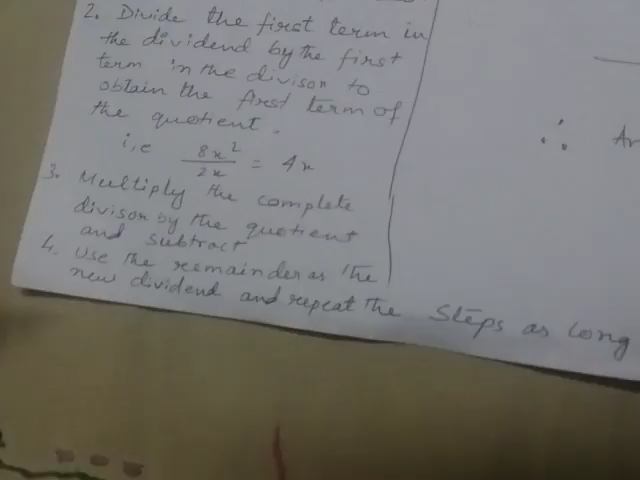 2. Divide the first term in
the dividend by the first
term in the divison to
obtain the first term of
the quotient.
i,e 8x²/2x = 4x
3. Multiply the complete
divison by the quotient
and subtract
4. Use the remainder as the
new dividend and repeat the steps as long
∴